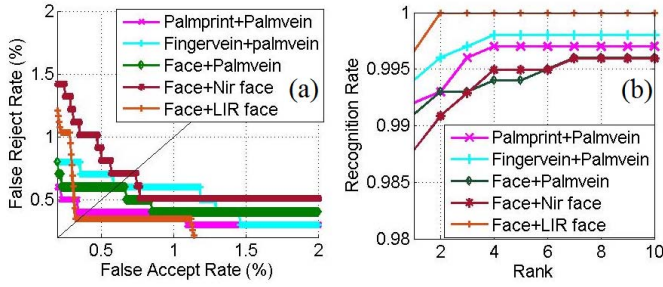 2
1.5
1
0.5
0.5
1
1.5
2
False Reject Rate (%)
False Accept Rate (%)
Palmprint+Palmvein
Fingervein+palmvein
Face+Palmvein
Face+Nir face
Face+LIR face
(a)
1
0.995
0.99
0.985
0.98
2
4
6
8
10
Recognition Rate
Rank
(b)
Palmprint+Palmvein
Fingervein+Palmvein
Face+Palmvein
Face+Nir face
Face+LIR face